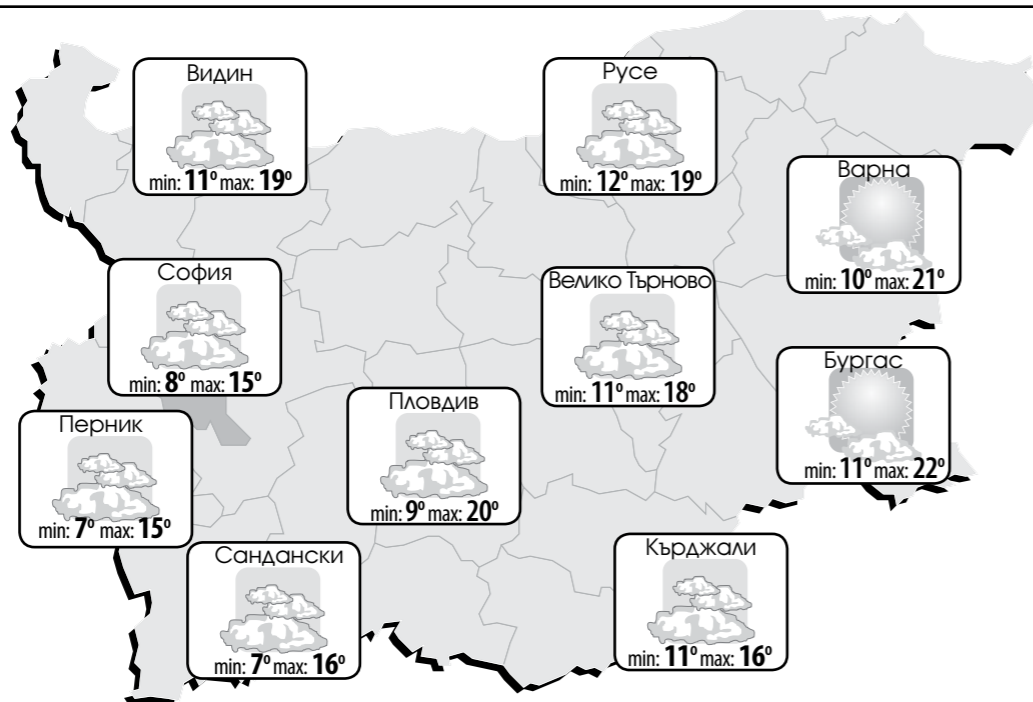 Видин
min: 11° max: 19°
Русе
min: 12° max: 19°
Варна
min: 10° max: 21°
София
min: 8° max: 15°
Велико Търново
min: 11° max: 18°
Бургас
min: 11° max: 22°
Пловдив
min: 9° max: 20°
Перник
min: 7° max: 15°
Сандански
min: 7° max: 16°
Кърджали
min: 11° max: 16°